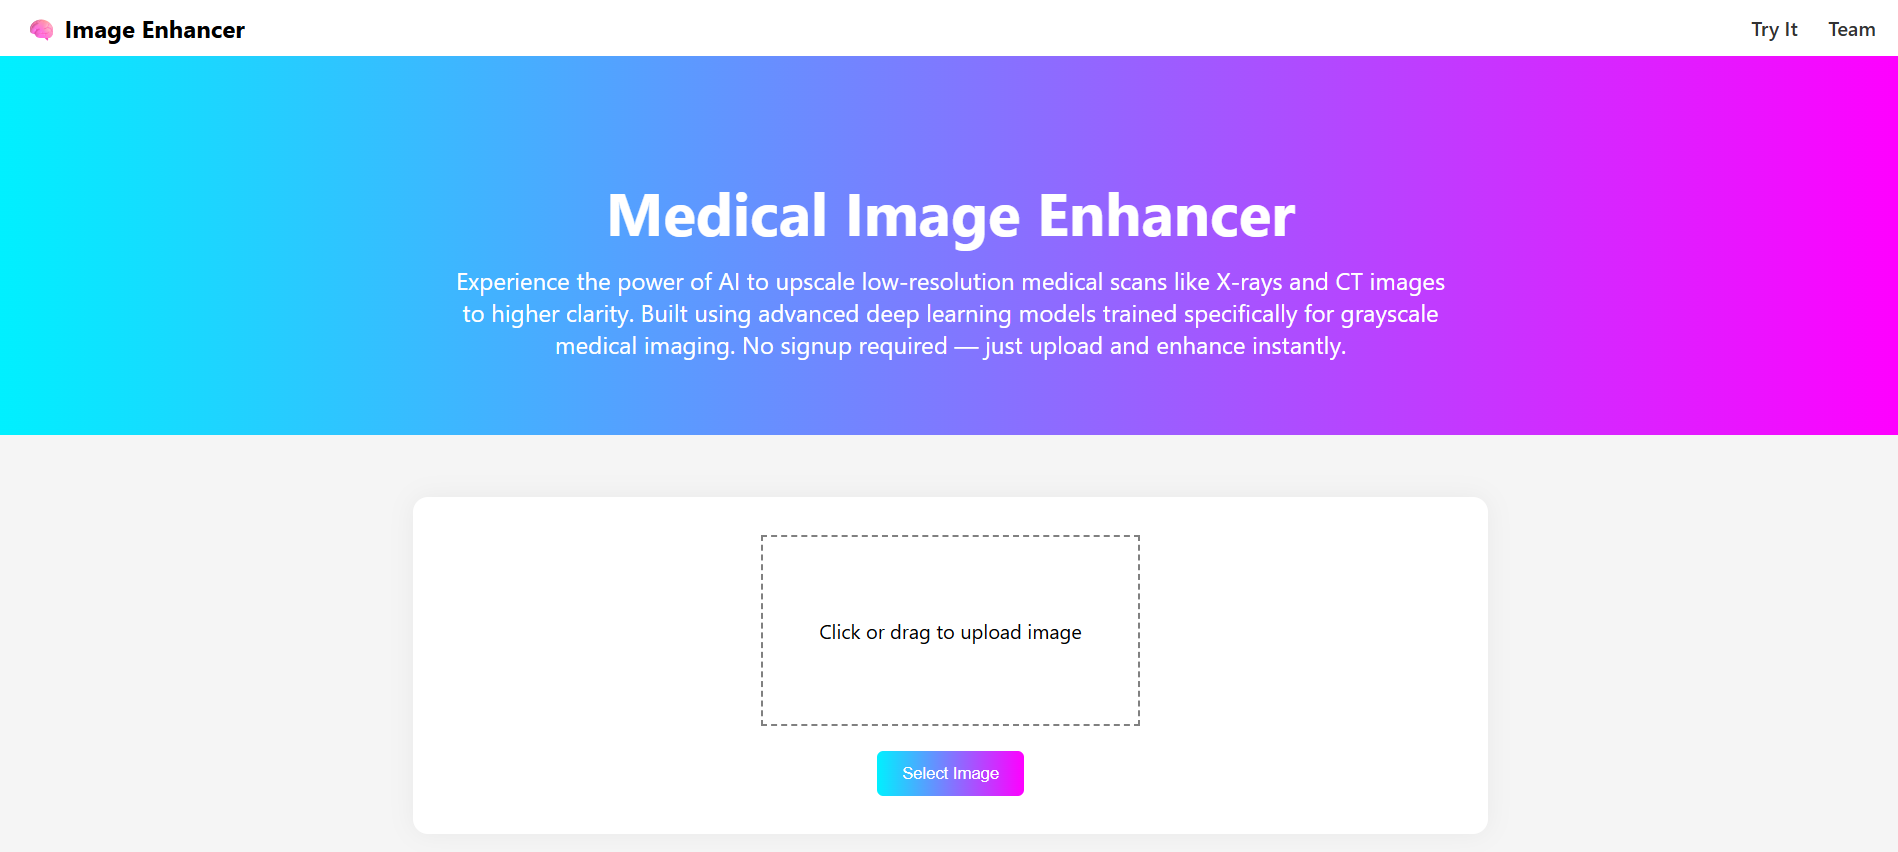 Image Enhancer
Try It
Team
Medical Image Enhancer
Experience the power of AI to upscale low-resolution medical scans like X-rays and CT images
to higher clarity. Built using advanced deep learning models trained specifically for grayscale
medical imaging. No signup required — just upload and enhance instantly.
Click or drag to upload image
Select Image